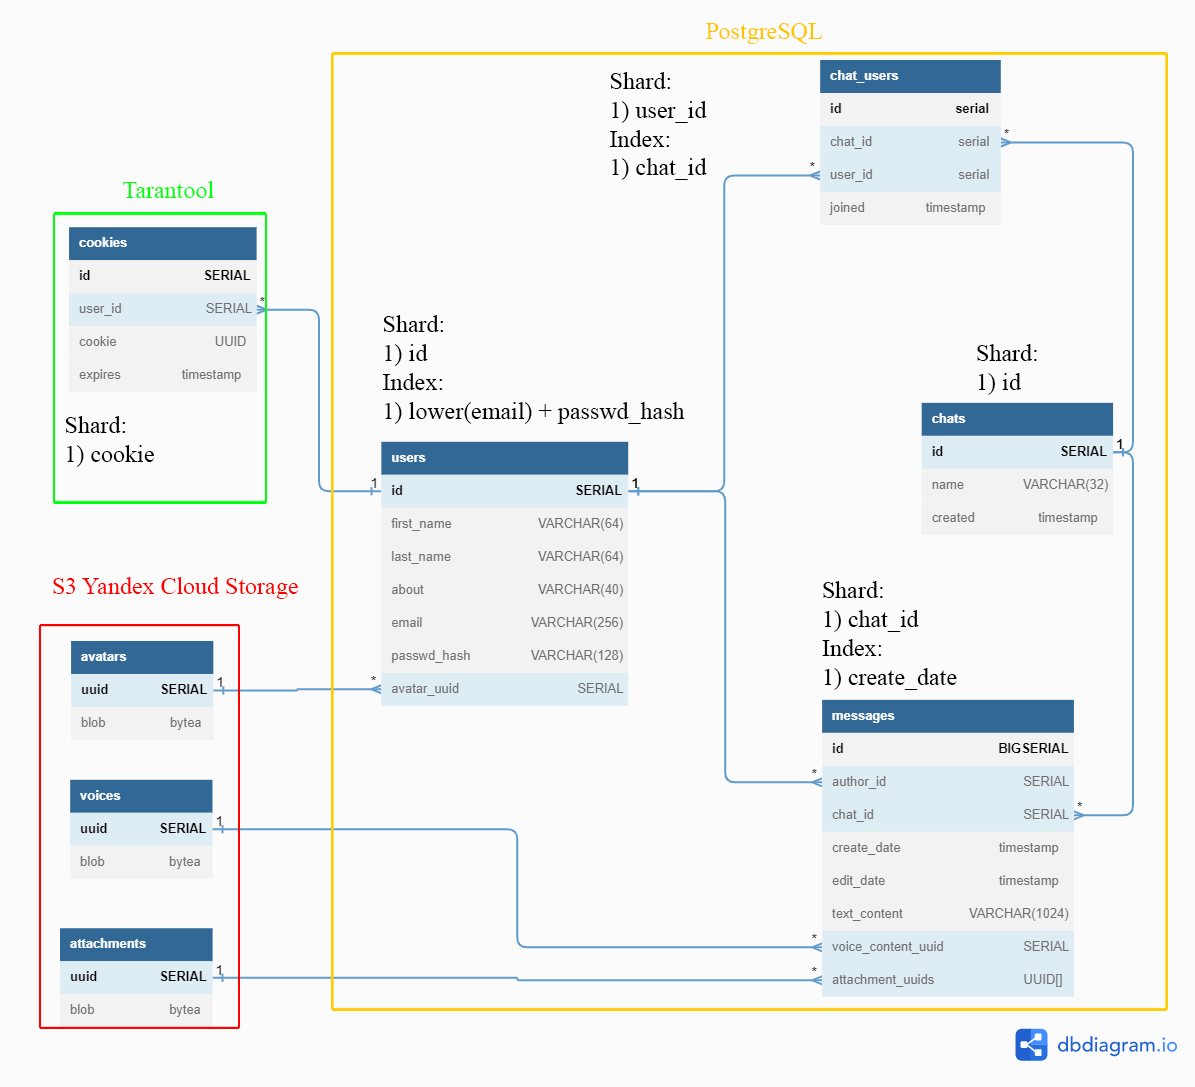 PostgreSQL
Shard:
1) user_id
Index:
1) chat_id
chat_users
id serial
chat_id serial
user_id serial
joined timestamp
*
*
Tarantool
cookies
id SERIAL
user_id SERIAL
cookie UUID
expires timestamp
*
Shard:
1) cookie
Shard:
1) id
Index:
1) lower(email) + passwd_hash
users
id SERIAL
first_name VARCHAR(64)
last_name VARCHAR(64)
about VARCHAR(40)
email VARCHAR(256)
passwd_hash VARCHAR(128)
avatar_uuid SERIAL
1
1
*
Shard:
1) id
chats
id SERIAL
name VARCHAR(32)
created timestamp
1
S3 Yandex Cloud Storage
avatars
uuid SERIAL
blob bytea
1
voices
uuid SERIAL
blob bytea
1
attachments
uuid SERIAL
blob bytea
1
Shard:
1) chat_id
Index:
1) create_date
messages
id BIGSERIAL
author_id SERIAL
chat_id SERIAL
create_date timestamp
edit_date timestamp
text_content VARCHAR(1024)
voice_content_uuid SERIAL
attachment_uuids UUID[]
*
*
*
*
dbdiagram.io